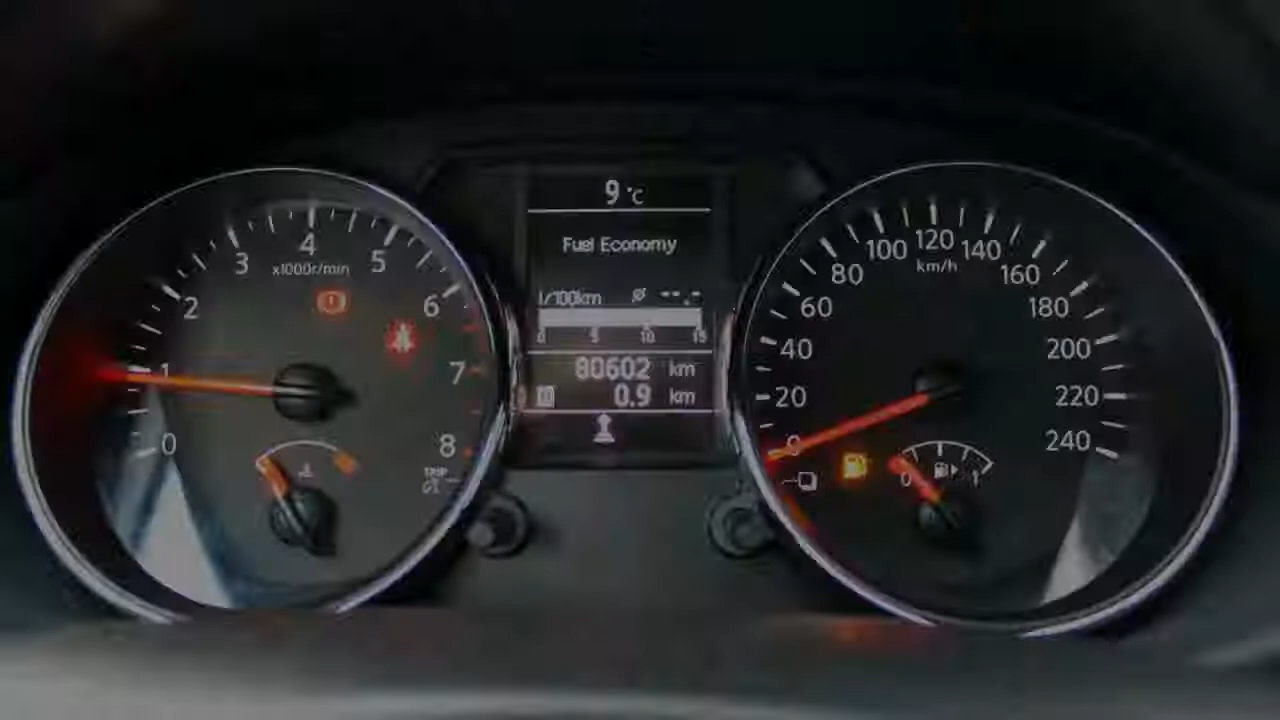 9 °C
Fuel Economy
l/100km ø --.-
0 5 10 15
80602 km
0.9 km
0 1 2 3 4 5 6 7 8
x1000r/min
TRIP
0 20 40 60 80 100 120 140 160 180 200 220 240
km/h
0 1